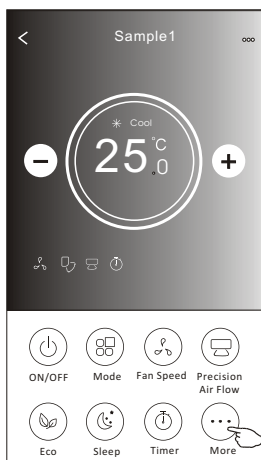 Sample1
Cool
25°C
.0
ON/OFF Mode Fan Speed Precision
Air Flow
Eco Sleep Timer More